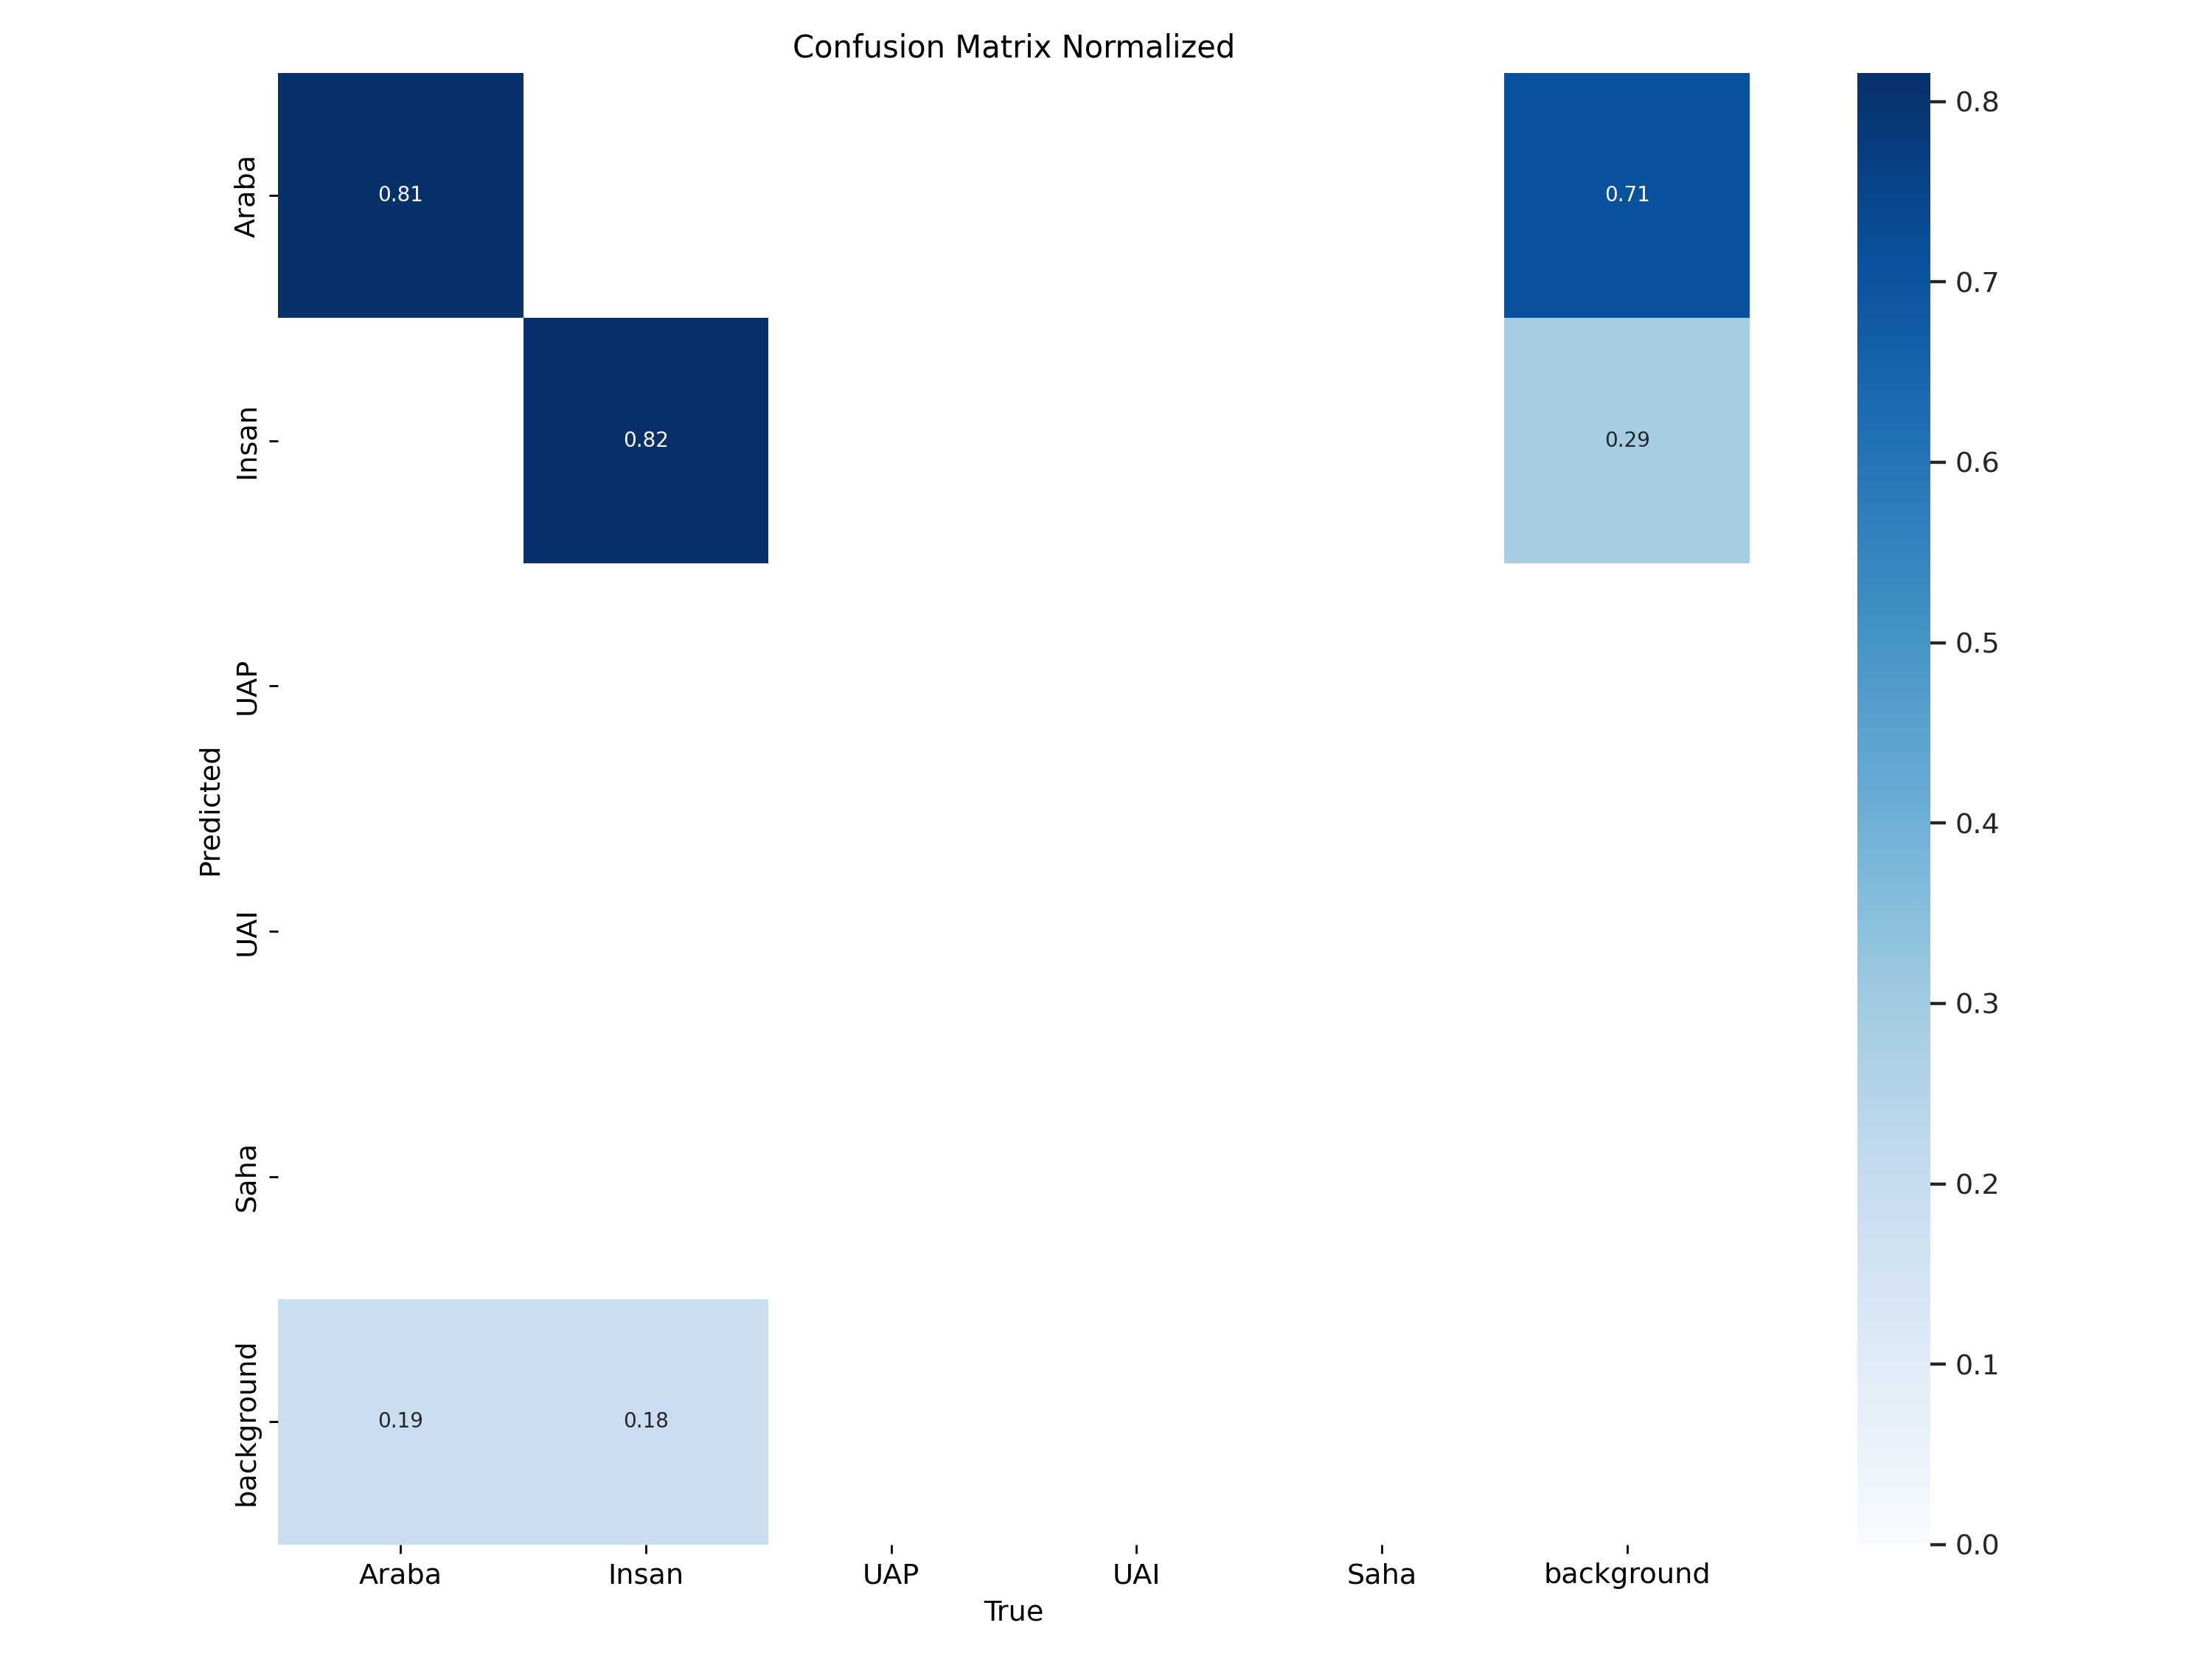 Confusion Matrix Normalized
Araba
0.81
0.71
0.8
0.7
Insan
0.82
0.29
0.6
UAP
0.5
Predicted
0.4
UAI
0.3
Saha
0.2
background
0.19
0.18
0.1
0.0
Araba Insan UAP UAI Saha background
True